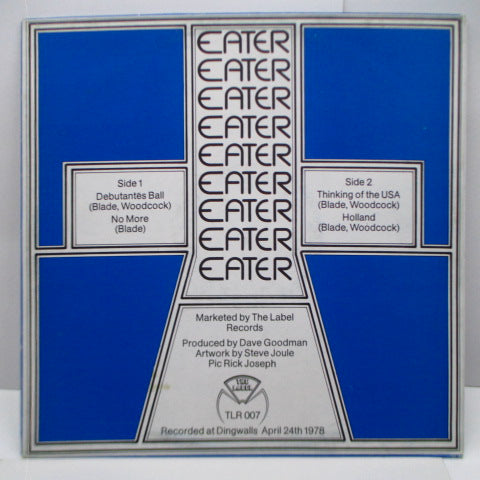 EATER
EATER
EATER
EATER
EATER
EATER
EATER
EATER
EATER
Side 1
Debutantes Ball
(Blade, Woodcock)
No More
(Blade)
Side 2
Thinking of the USA
(Blade, Woodcock)
Holland
(Blade, Woodcock)
Marketed by The Label
Records
Produced by Dave Goodman
Artwork by Steve Joule
Pic Rick Joseph
THE LABEL
TLR 007
Recorded at Dingwalls April 24th 1978